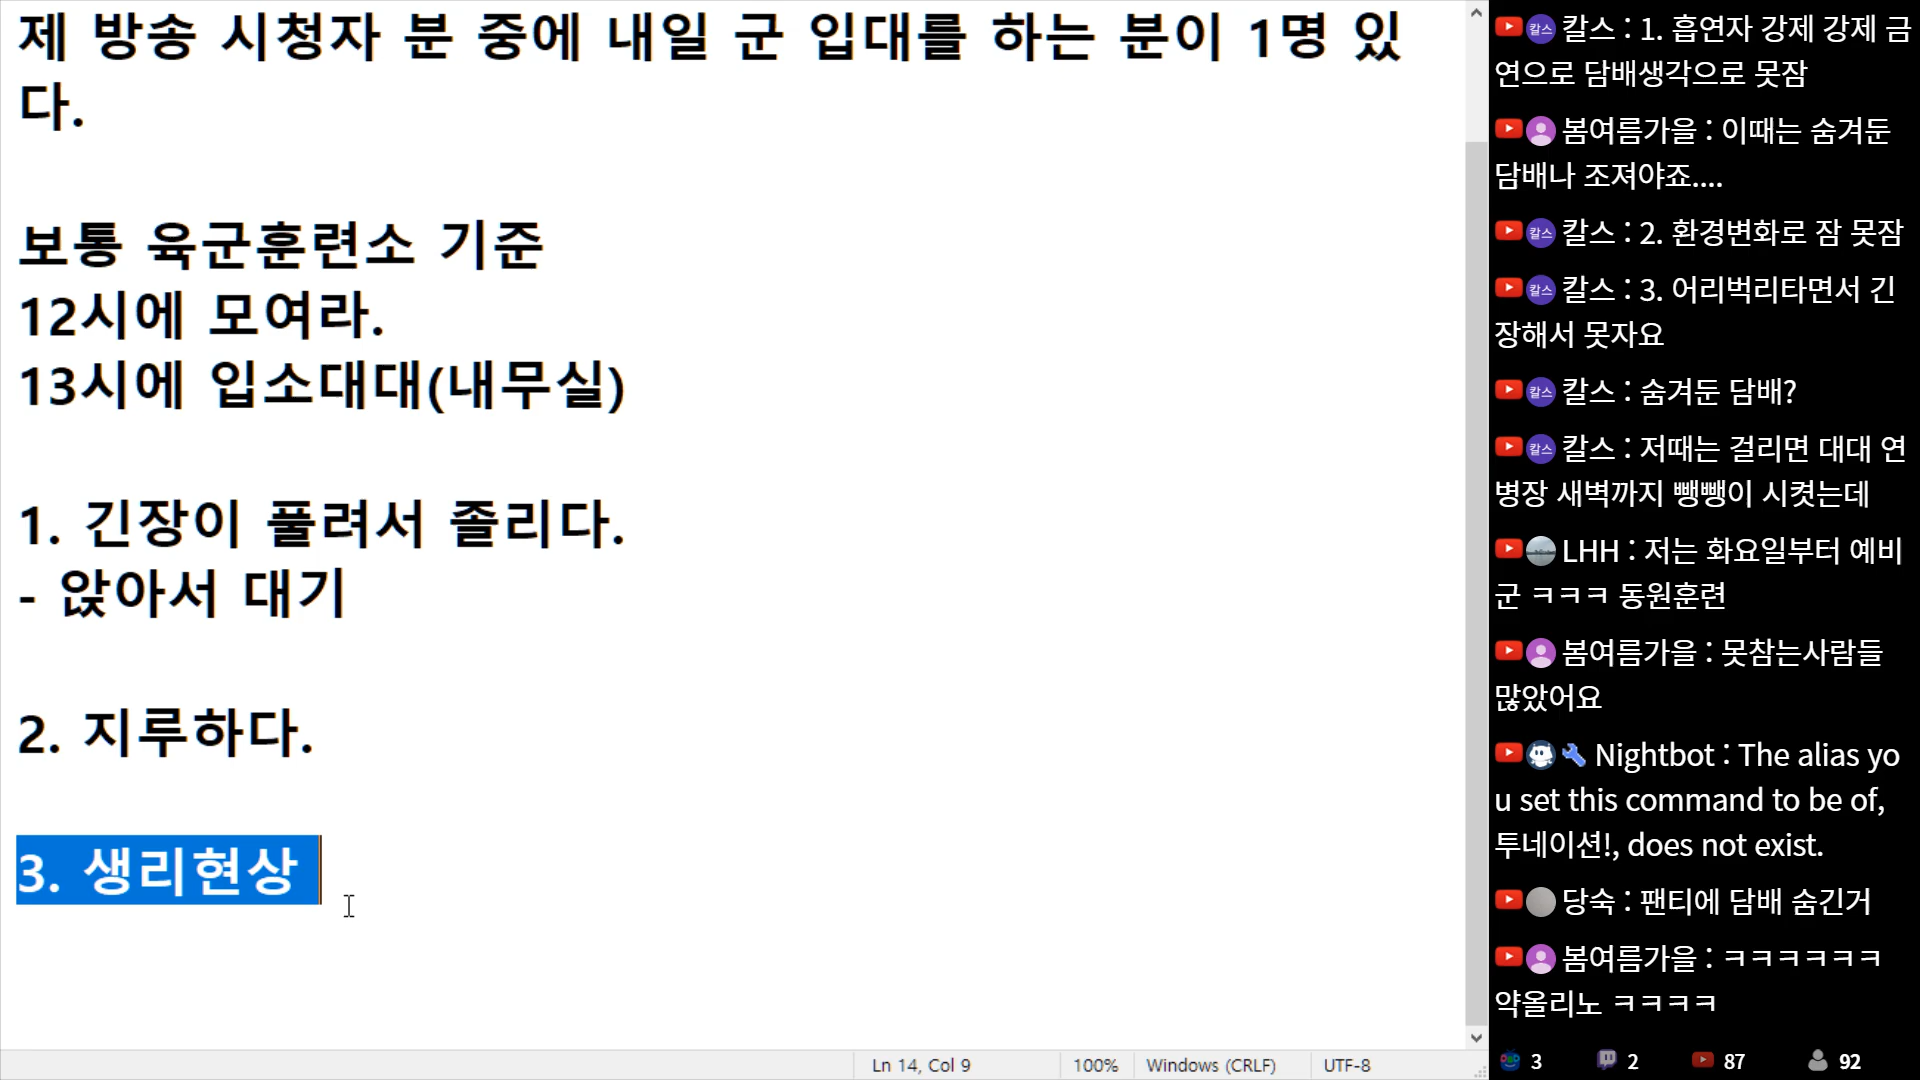 제 방송 시청자 분 중에 내일 군 입대를 하는 분이 1명 있
다.
보통 육군훈련소 기준
12시에 모여라.
13시에 입소대대(내무실)
1. 긴장이 풀려서 졸리다.
- 앉아서 대기
2. 지루하다.
3. 생리현상
Ln 14, Col 9
100%
Windows (CRLF)
UTF-8
칼스 칼스 : 1. 흡연자 강제 강제 금
연으로 담배생각으로 못잠
봄여름가을 : 이때는 숨겨둔
담배나 조져야죠....
칼스 칼스 : 2. 환경변화로 잠 못잠
칼스 칼스 : 3. 어리벅리타면서 긴
장해서 못자요
칼스 칼스 : 숨겨둔 담배?
칼스 칼스 : 저때는 걸리면 대대 연
병장 새벽까지 뺑뺑이 시켯는데
LHH : 저는 화요일부터 예비
군 ㅋㅋㅋ 동원훈련
봄여름가을 : 못참는사람들
많았어요
Nightbot : The alias yo
u set this command to be of,
투네이션!, does not exist.
당숙 : 팬티에 담배 숨긴거
봄여름가을 : ㅋㅋㅋㅋㅋㅋ
약올리노 ㅋㅋㅋㅋ
3
2
87
92